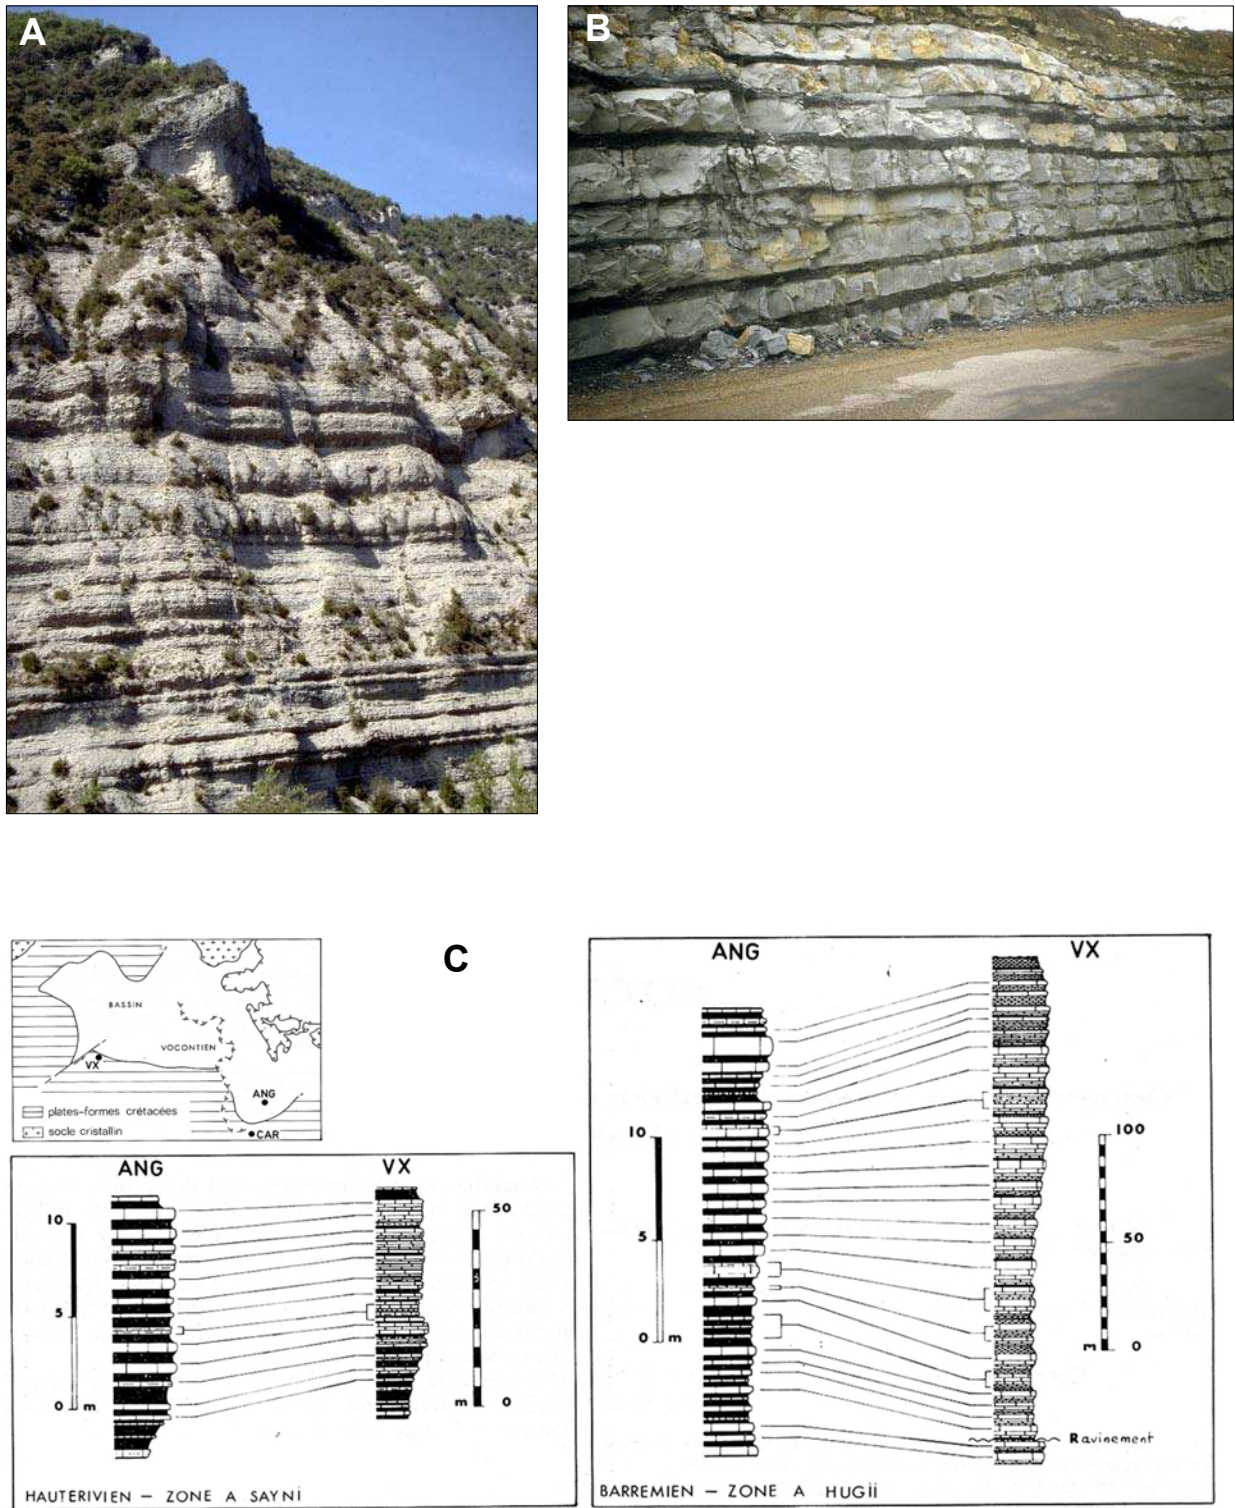 A
B
C
BASSIN
VOCONTIEN
VX
ANG
CAR
plates-formes crétacées
socle cristallin
ANG
VX
10
5
0 m
50
m 0
HAUTERIVIEN — ZONE A SAYNi
ANG
VX
10
5
0 m
100
50
m 0
Ravinement
BARREMIEN — ZONE A HUGii